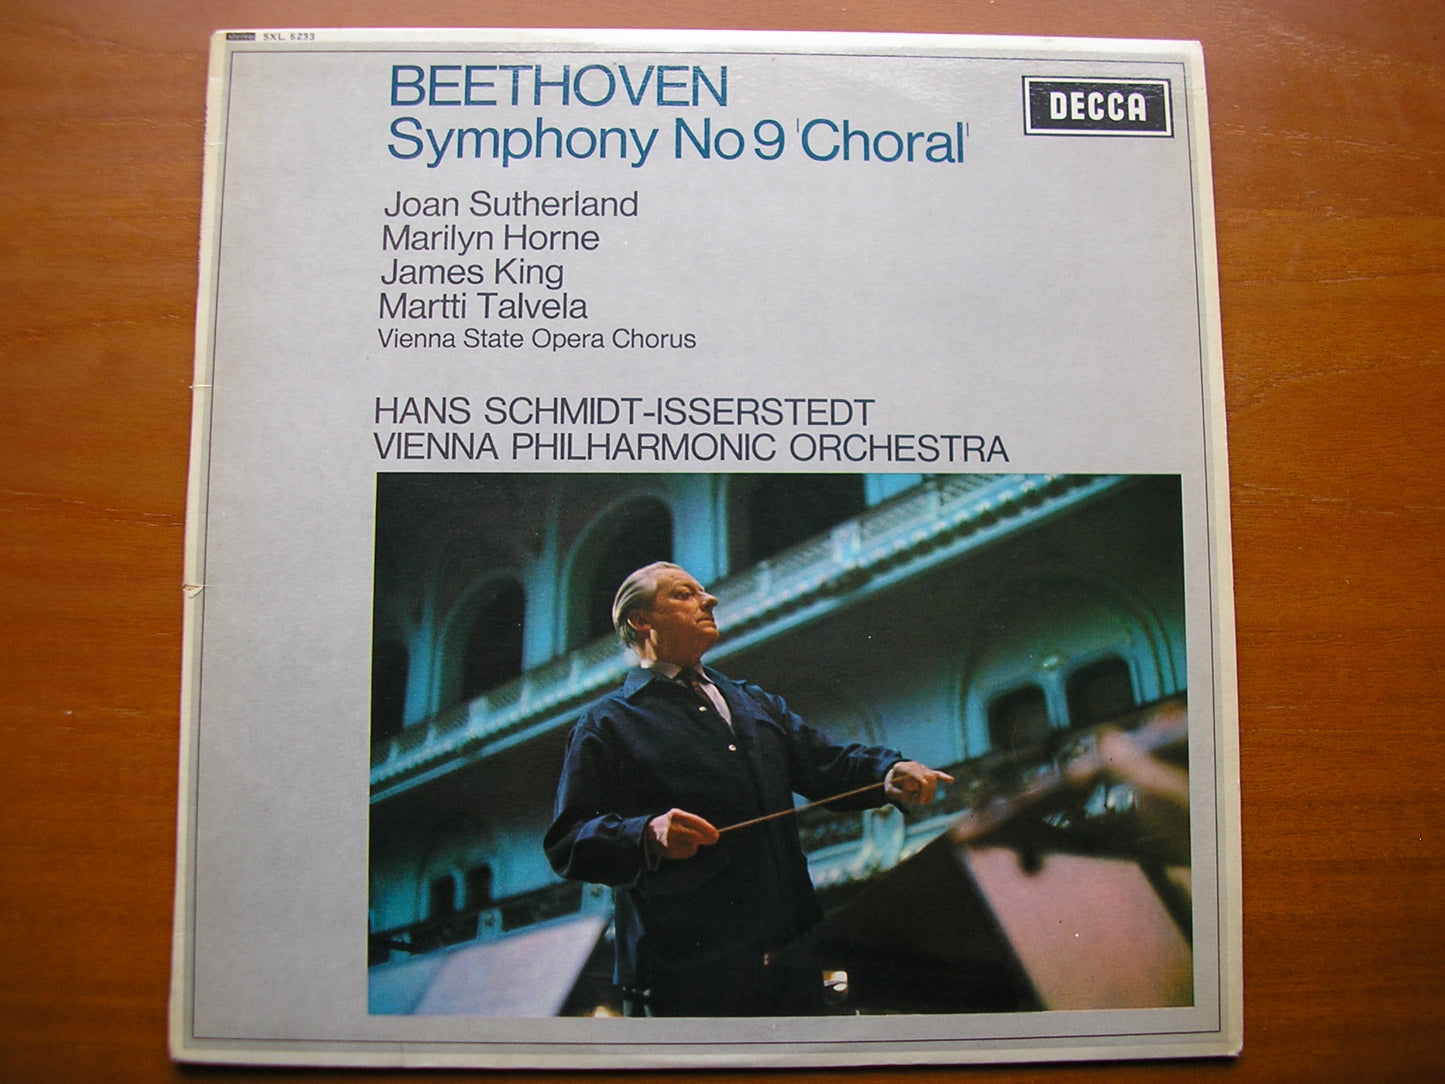 stereo SXL 6233
BEETHOVEN
DECCA
Symphony No 9 'Choral'
Joan Sutherland
Marilyn Horne
James King
Martti Talvela
Vienna State Opera Chorus
HANS SCHMIDT-ISSERSTEDT
VIENNA PHILHARMONIC ORCHESTRA